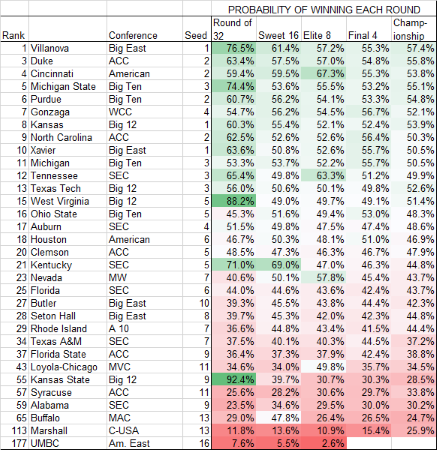 PROBABILITY OF WINNING EACH ROUND
Rank Conference Seed Round of 32 Sweet 16 Elite 8 Final 4 Champ-ionship
1 Villanova Big East 1 76.5% 61.4% 57.2% 55.3% 57.4%
3 Duke ACC 2 63.4% 57.5% 57.0% 54.8% 55.8%
4 Cincinnati American 2 59.4% 59.5% 67.3% 55.3% 53.8%
5 Michigan State Big Ten 3 74.4% 53.6% 55.5% 53.2% 55.1%
6 Purdue Big Ten 2 60.7% 56.2% 54.1% 53.3% 54.8%
7 Gonzaga WCC 4 54.7% 56.2% 54.5% 56.7% 52.1%
8 Kansas Big 12 1 60.3% 55.4% 52.1% 52.4% 53.9%
9 North Carolina ACC 2 62.5% 52.6% 52.6% 56.4% 50.3%
10 Xavier Big East 1 63.6% 50.8% 52.6% 55.7% 50.5%
11 Michigan Big Ten 3 53.3% 53.7% 52.2% 55.7% 50.5%
12 Tennessee SEC 3 65.4% 49.8% 63.3% 51.2% 49.9%
13 Texas Tech Big 12 3 56.0% 50.6% 50.1% 49.8% 52.6%
15 West Virginia Big 12 5 88.2% 49.0% 49.7% 49.1% 51.4%
16 Ohio State Big Ten 5 45.3% 51.6% 49.4% 53.0% 48.3%
17 Auburn SEC 4 51.5% 49.8% 47.5% 47.4% 48.6%
18 Houston American 6 46.7% 50.3% 48.1% 51.0% 46.9%
20 Clemson ACC 5 48.5% 47.3% 46.3% 46.7% 47.9%
21 Kentucky SEC 5 71.0% 69.0% 47.0% 45.3% 44.8%
23 Nevada MW 7 40.6% 50.1% 57.8% 45.4% 43.7%
25 Florida SEC 6 44.0% 44.6% 43.6% 42.4% 43.7%
27 Butler Big East 10 39.3% 45.5% 43.8% 44.4% 42.3%
28 Seton Hall Big East 8 39.7% 45.3% 42.0% 42.3% 44.0%
29 Rhode Island A 10 7 36.6% 44.8% 43.4% 41.5% 44.4%
34 Texas A&M SEC 7 37.5% 40.1% 40.3% 44.5% 37.2%
37 Florida State ACC 9 36.4% 37.3% 37.9% 42.4% 38.8%
43 Loyola-Chicago MVC 11 34.6% 34.0% 49.8% 35.7% 34.5%
55 Kansas State Big 12 9 92.4% 39.7% 30.7% 30.3% 28.5%
57 Syracuse ACC 11 25.6% 28.2% 30.6% 29.7% 33.8%
59 Alabama SEC 9 23.5% 34.6% 29.5% 30.0% 30.2%
65 Buffalo MAC 13 29.0% 47.8% 26.4% 26.5% 24.7%
113 Marshall C-USA 13 11.8% 13.6% 10.9% 15.4% 25.9%
177 UMBC Am. East 16 7.6% 5.5% 2.6%